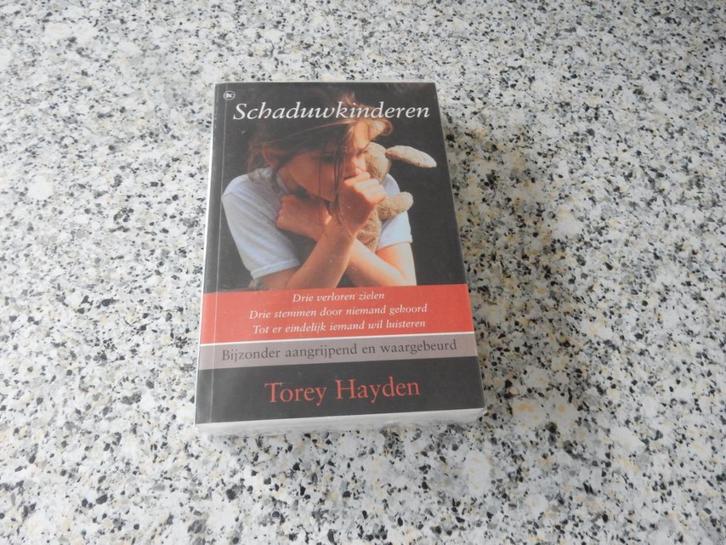 Schaduwkinderen
Drie verloren zielen
Drie stemmen door niemand gehoord
Tot er eindelijk iemand wil luisteren
Bijzonder aangrijpend en waargebeurd
Torey Hayden